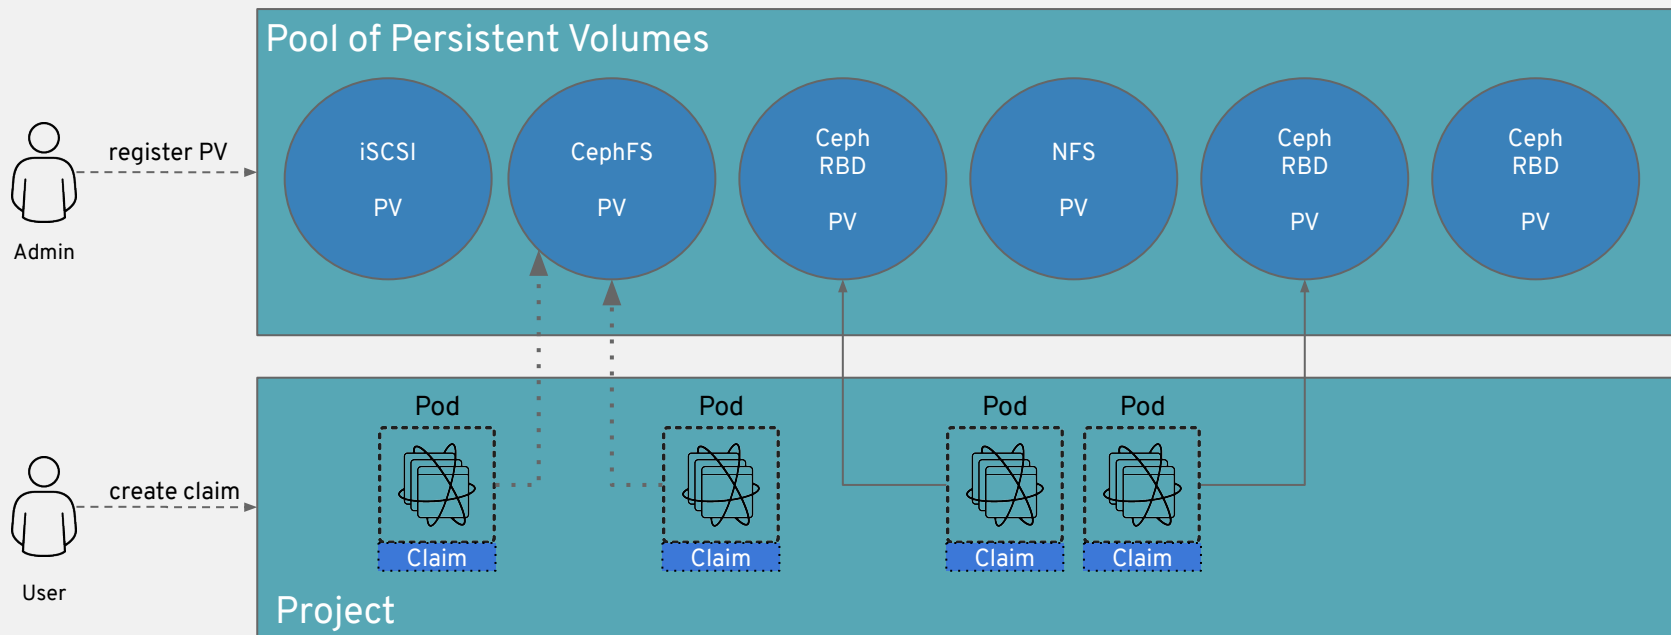 Pool of Persistent Volumes
iSCSI
PV
CephFS
PV
Ceph
RBD
PV
NFS
PV
Ceph
RBD
PV
Ceph
RBD
PV
register PV
Admin
Pod
Pod
Pod
Pod
create claim
Claim
Claim
Claim
Claim
User
Project